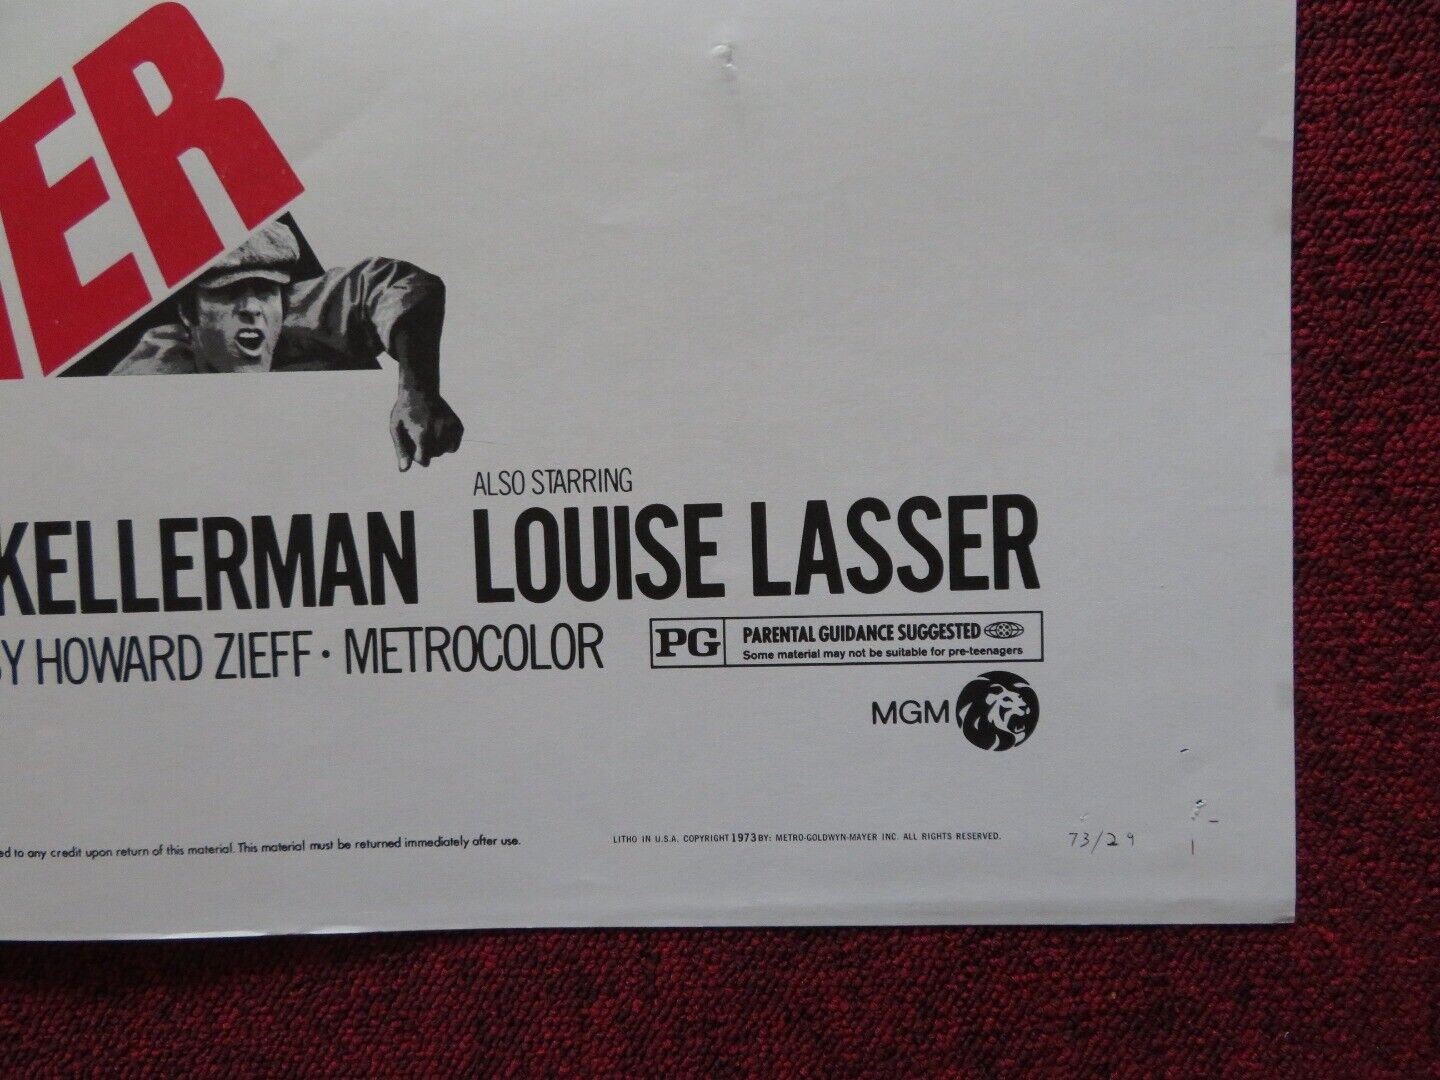 IER
ALSO STARRING
KELLERMAN LOUISE LASSER
BY HOWARD ZIEFF · METROCOLOR
PG PARENTAL GUIDANCE SUGGESTED
Some material may not be suitable for pre-teenagers
MGM
ed to any credit upon return of this material. This material must be returned immediately after use.
LITHO IN U.S.A. COPYRIGHT 1973 BY: METRO-GOLDWYN-MAYER INC. ALL RIGHTS RESERVED.
73/29